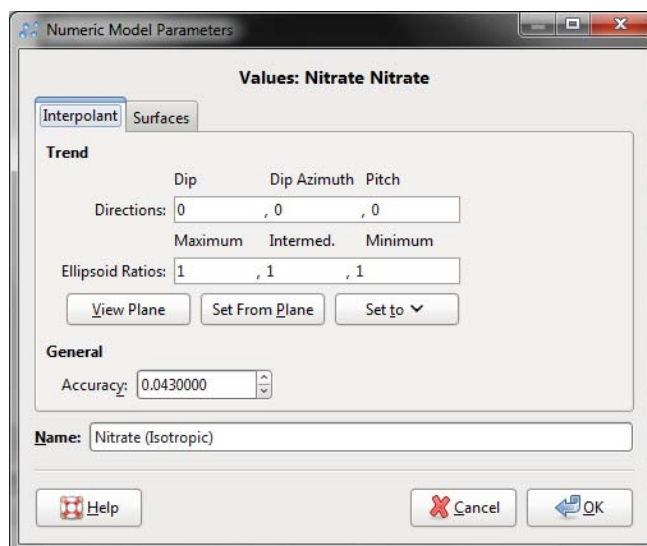 Numeric Model Parameters
Values: Nitrate Nitrate
Interpolant Surfaces
Trend
Dip Dip Azimuth Pitch
Directions: 0 , 0 , 0
Maximum Intermed. Minimum
Ellipsoid Ratios: 1 , 1 , 1
View Plane Set From Plane Set to
General
Accuracy: 0.0430000
Name: Nitrate (Isotropic)
Help Cancel OK